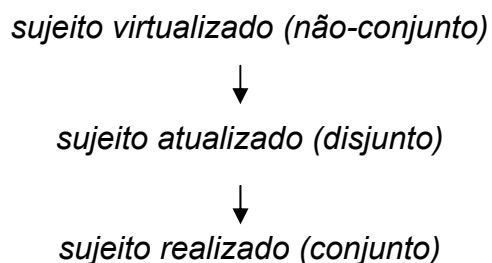 sujeito virtualizado (não-conjunto)
sujeito atualizado (disjunto)
sujeito realizado (conjunto)